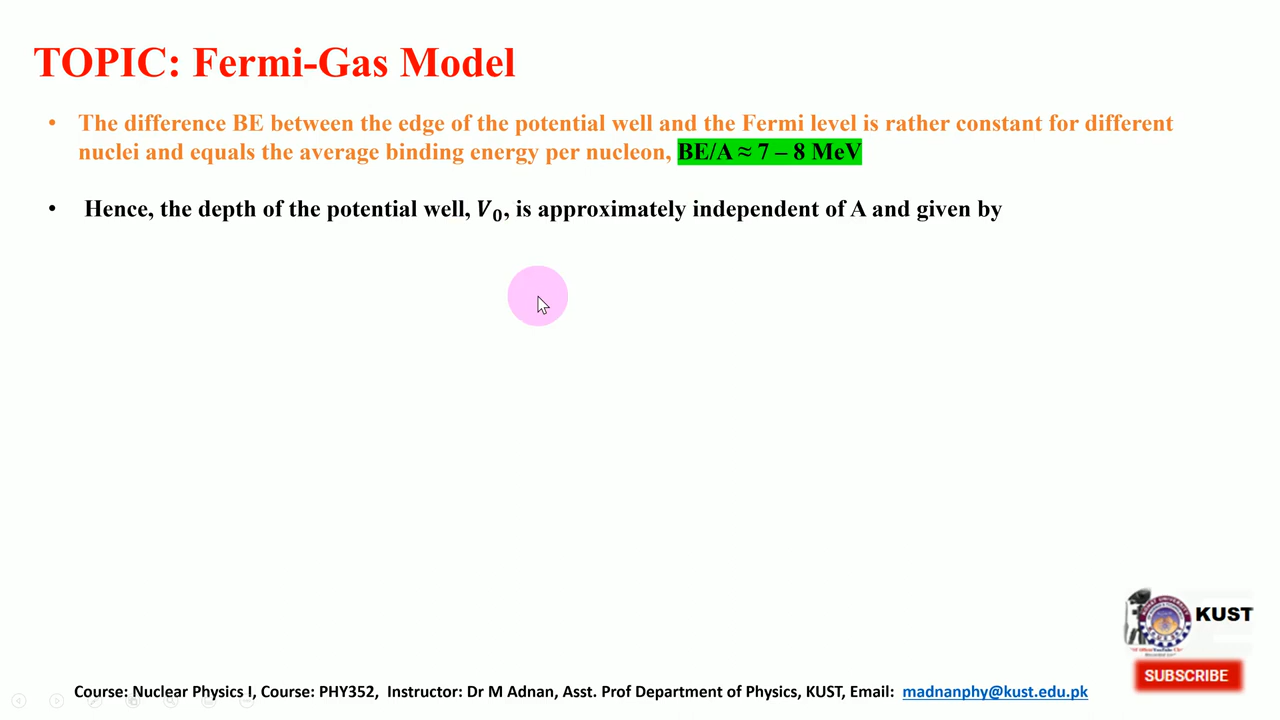 TOPIC: Fermi-Gas Model
• The difference BE between the edge of the potential well and the Fermi level is rather constant for different
nuclei and equals the average binding energy per nucleon, BE/A ≈ 7 – 8 MeV
• Hence, the depth of the potential well, V₀, is approximately independent of A and given by
KUST
SUBSCRIBE
Course: Nuclear Physics I, Course: PHY352, Instructor: Dr M Adnan, Asst. Prof Department of Physics, KUST, Email: madnanphy@kust.edu.pk